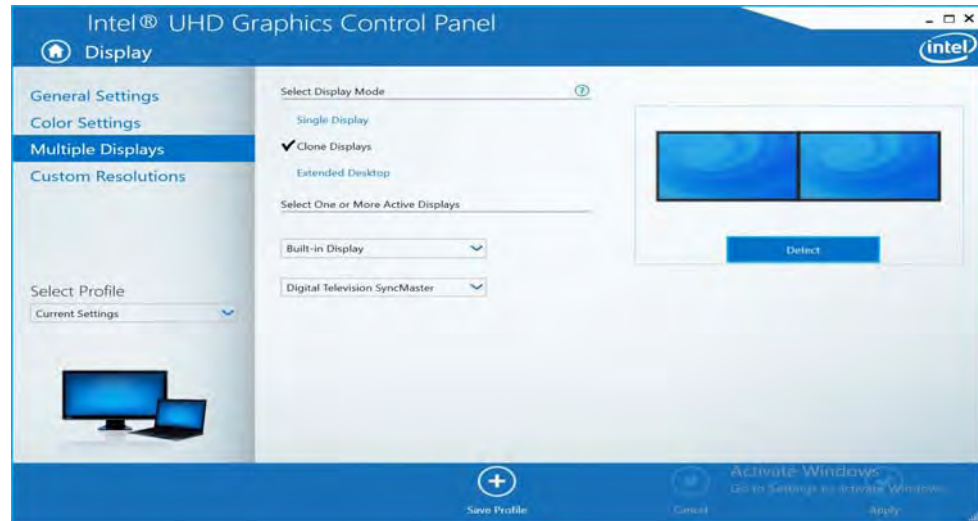 Intel® UHD Graphics Control Panel
Display
intel
General Settings
Color Settings
Multiple Displays
Custom Resolutions
Select Profile
Current Settings
Select Display Mode
?
Single Display
Clone Displays
Extended Desktop
Select One or More Active Displays
Built-in Display
Digital Television SyncMaster
Detect
Save Profile
Cancel
Apply
Activate Windows
Go to Settings to activate Windows.